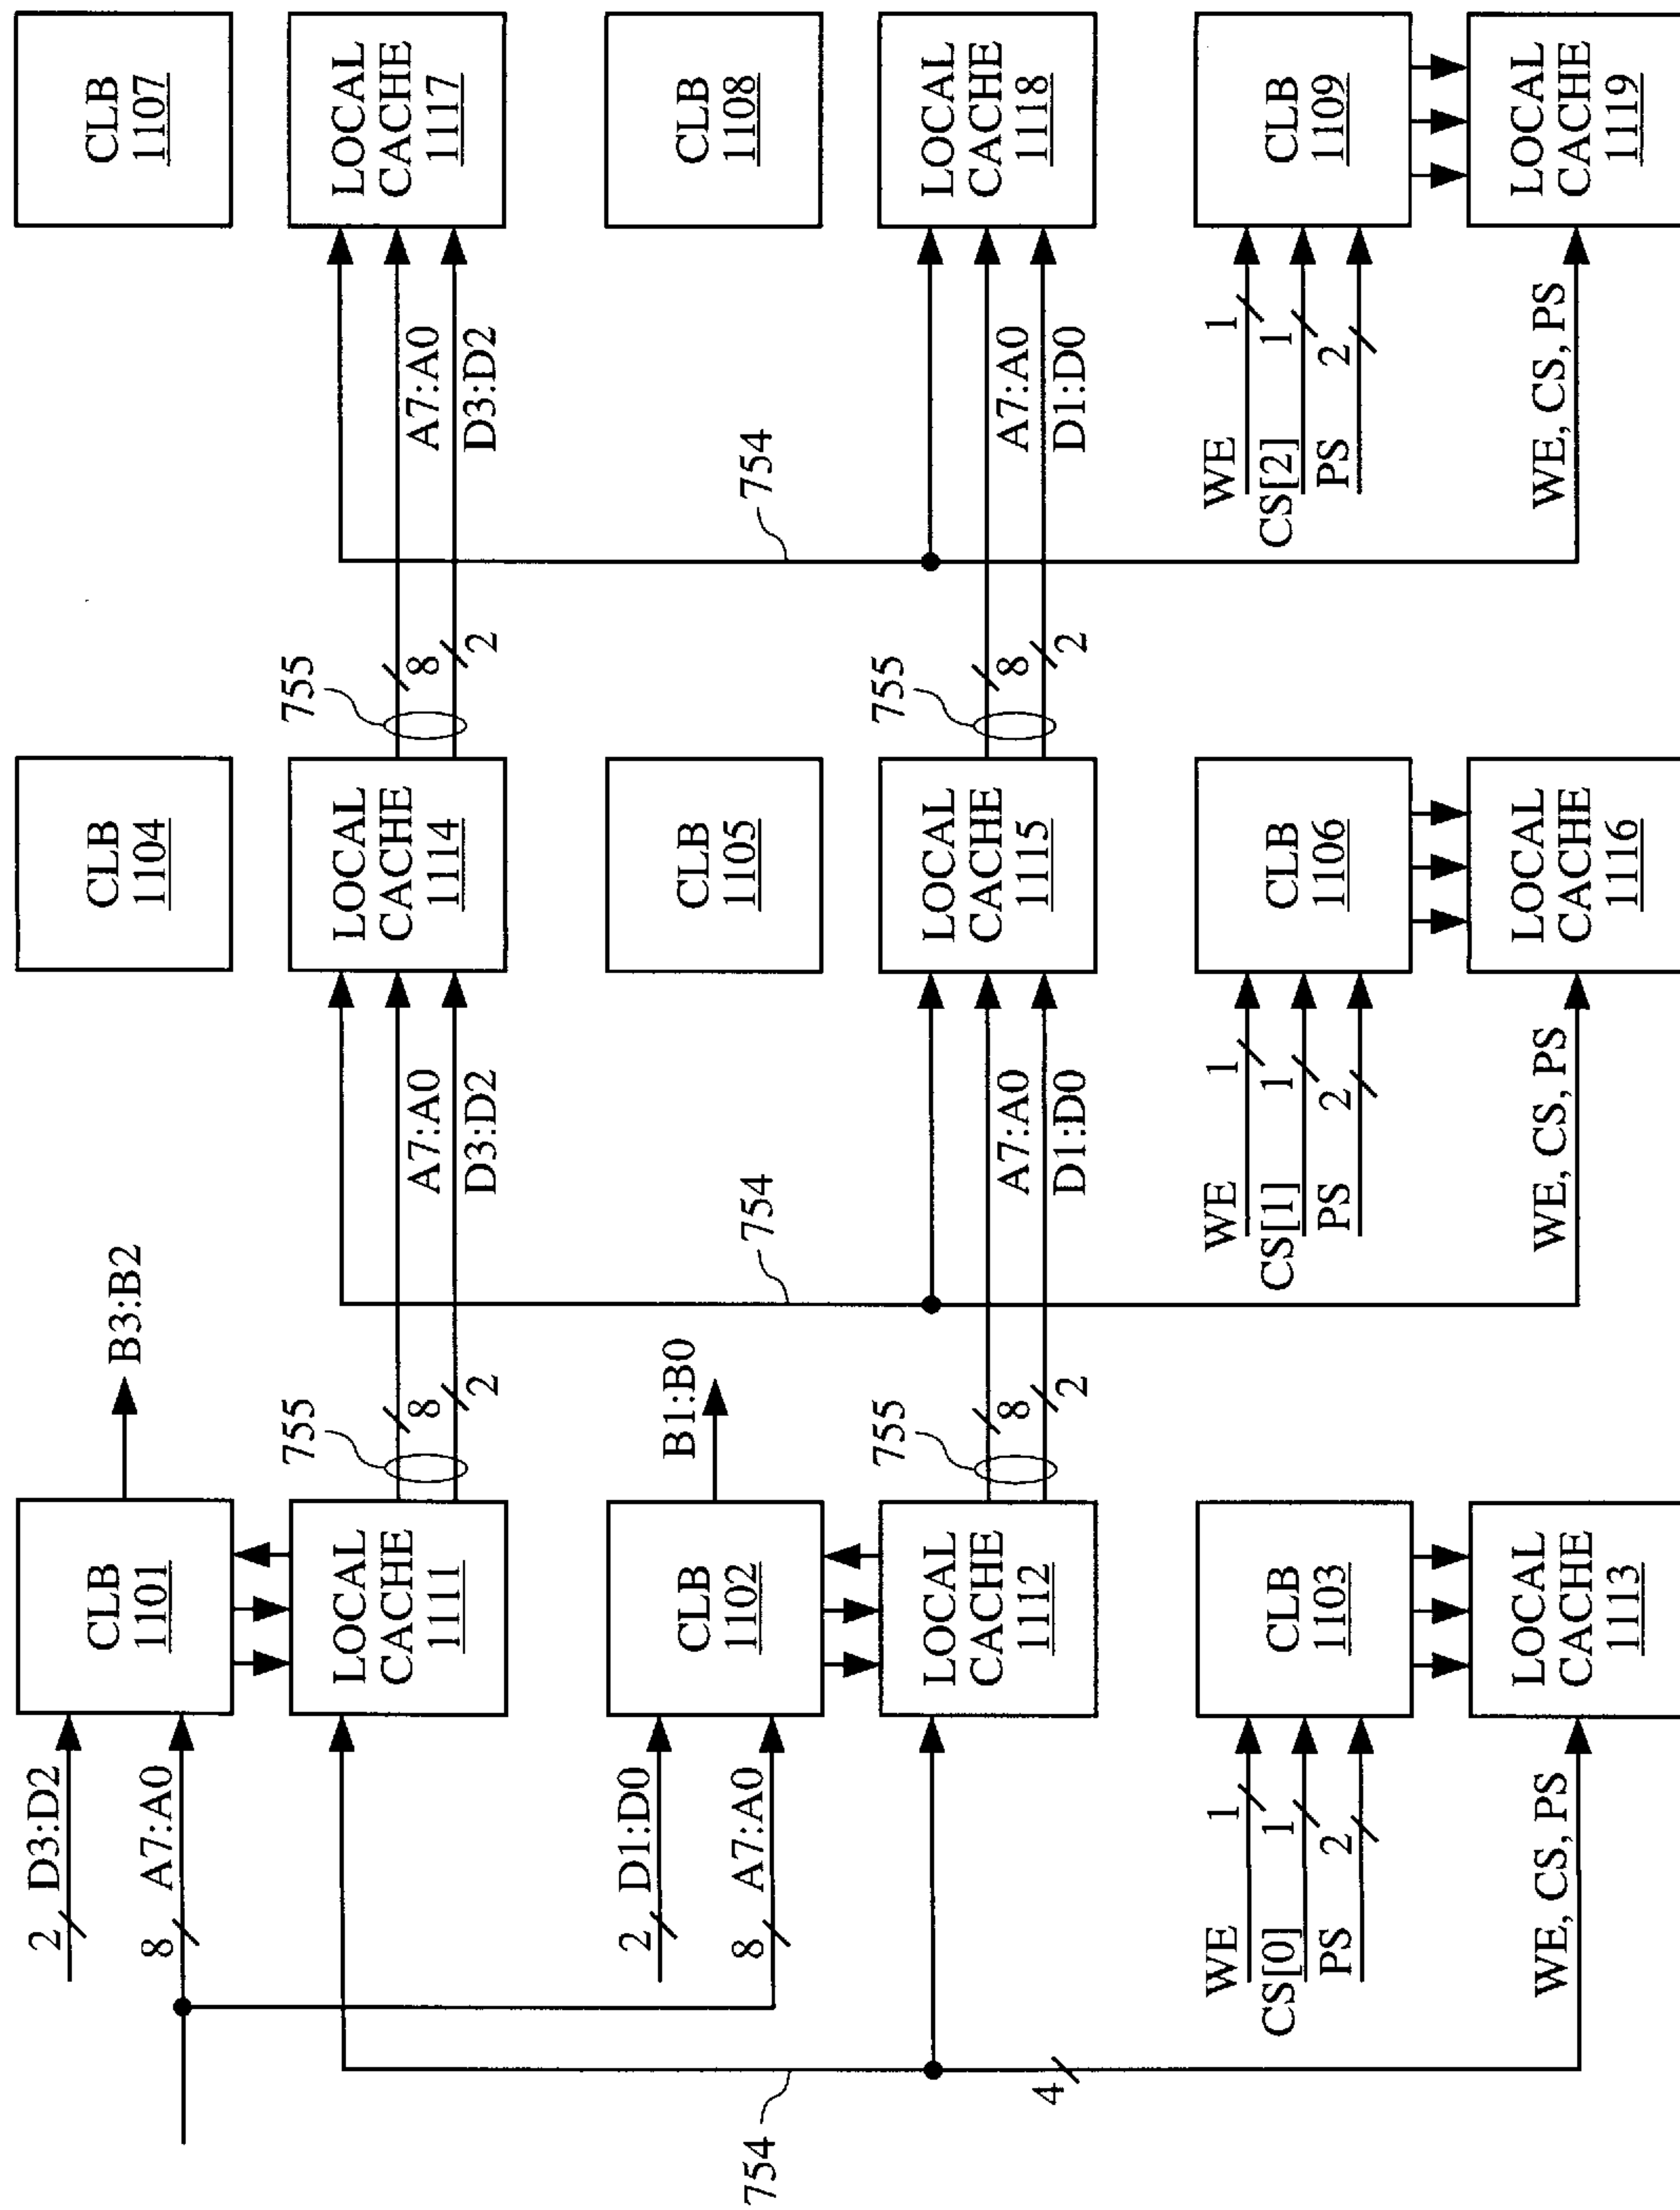 CLB
1107
LOCAL
CACHE
1117
CLB
1108
LOCAL
CACHE
1118
CLB
1109
LOCAL
CACHE
1119
A7:A0
D3:D2
754
A7:A0
D1:D0
WE
1
CS[2]
1
PS
2
WE, CS, PS
755
8
2
755
8
2
CLB
1104
LOCAL
CACHE
1114
CLB
1105
LOCAL
CACHE
1115
CLB
1106
LOCAL
CACHE
1116
A7:A0
D3:D2
754
A7:A0
D1:D0
WE
1
CS[1]
1
PS
2
WE, CS, PS
B3:B2
755
8
2
B1:B0
755
8
2
CLB
1101
LOCAL
CACHE
1111
CLB
1102
LOCAL
CACHE
1112
CLB
1103
LOCAL
CACHE
1113
2
D3:D2
8
A7:A0
2
D1:D0
8
A7:A0
WE
1
CS[0]
1
PS
2
WE, CS, PS
754
4